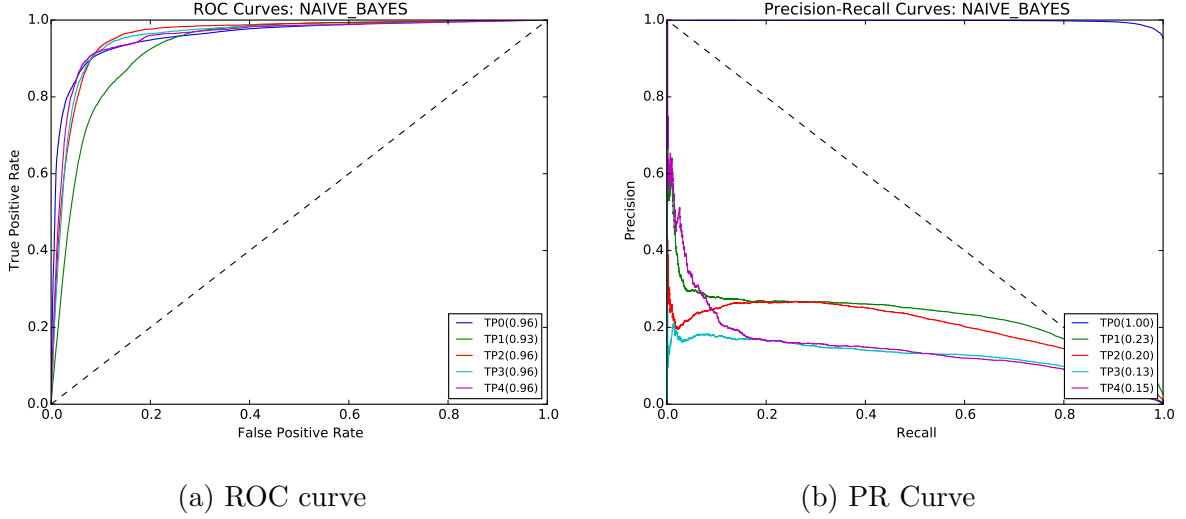 ROC Curves: NAIVE_BAYES
1.0
0.8
0.6
0.4
0.2
0.0
True Positive Rate
0.0 0.2 0.4 0.6 0.8 1.0
False Positive Rate
TP0(0.96)
TP1(0.93)
TP2(0.96)
TP3(0.96)
TP4(0.96)
(a) ROC curve
Precision-Recall Curves: NAIVE_BAYES
1.0
0.8
0.6
0.4
0.2
0.0
Precision
0.0 0.2 0.4 0.6 0.8 1.0
Recall
TP0(1.00)
TP1(0.23)
TP2(0.20)
TP3(0.13)
TP4(0.15)
(b) PR Curve